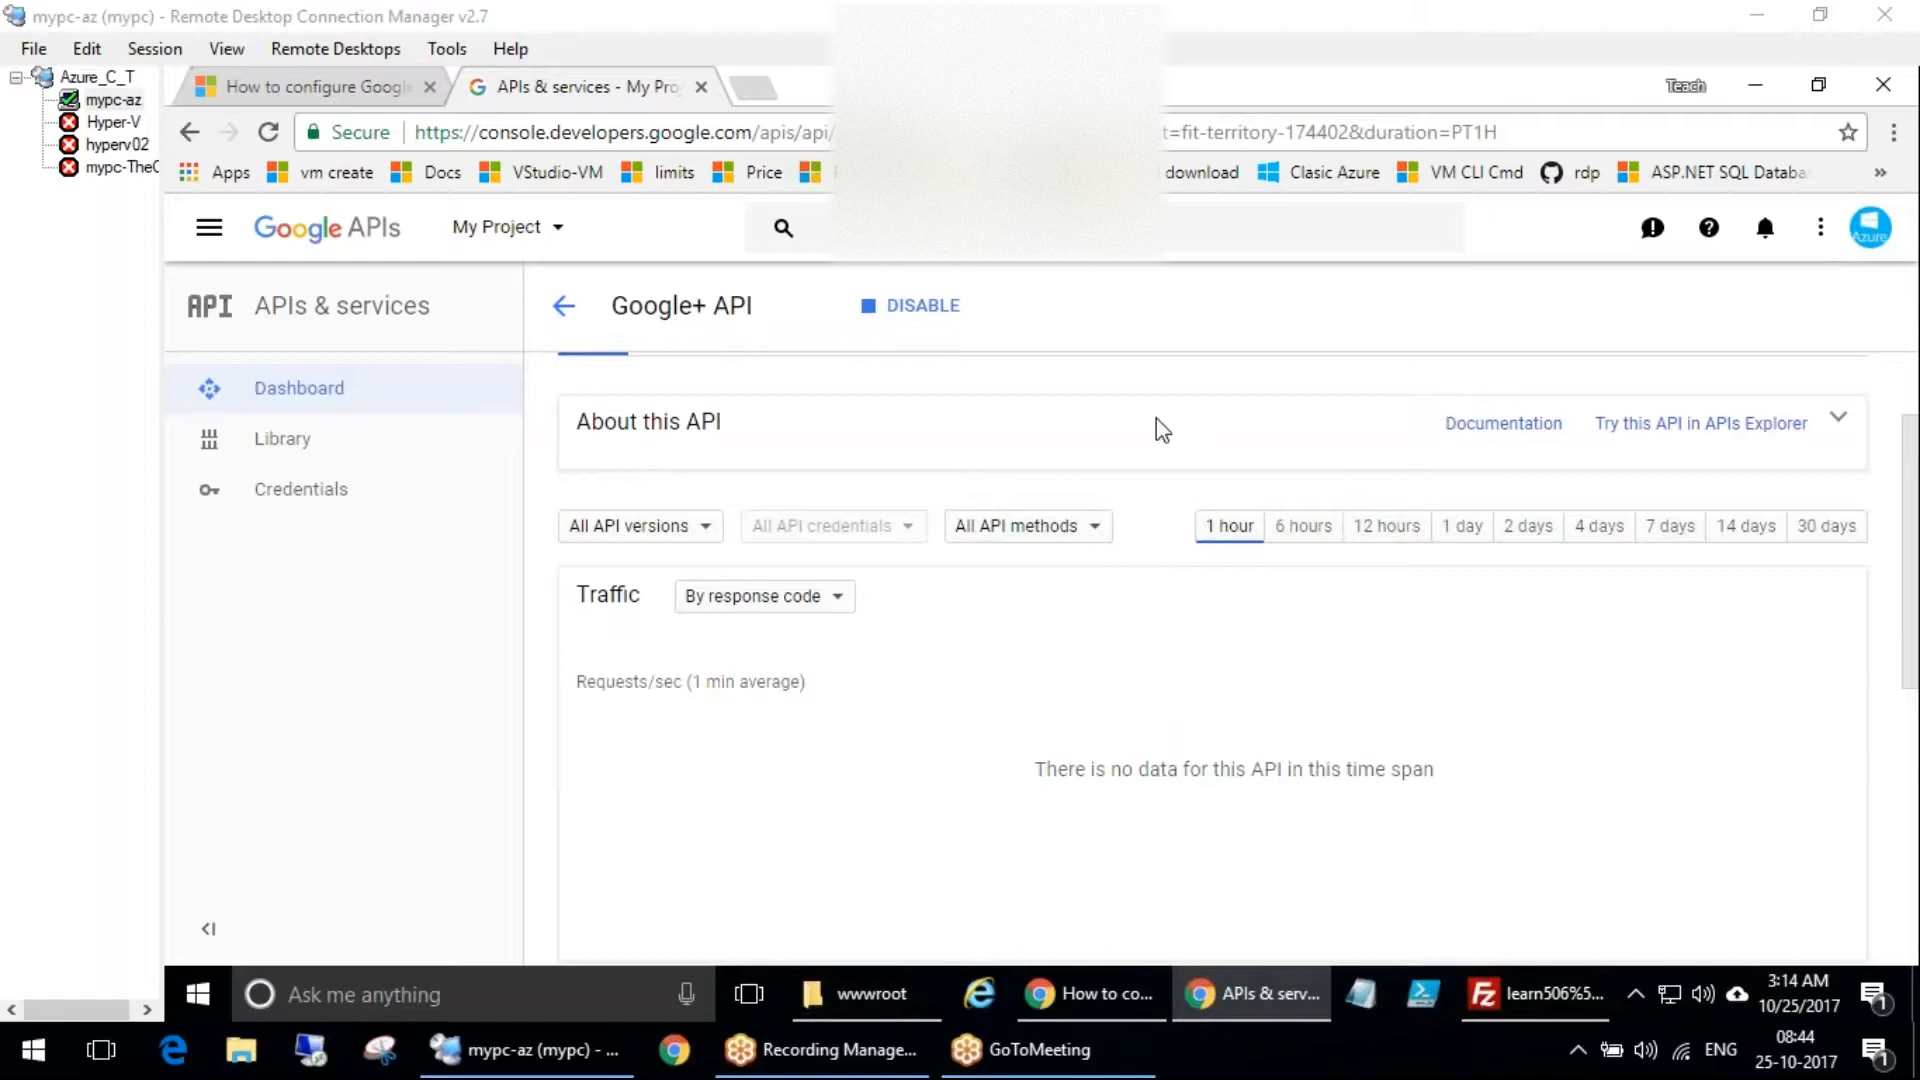 mypc-az (mypc) - Remote Desktop Connection Manager v2.7
File Edit Session View Remote Desktops Tools Help
Azure_C_T
mypc-az
Hyper-V
hyperv02
mypc-TheC
How to configure Googl
APIs & services - My Pro
Teach
Secure
https://console.developers.google.com/apis/api/
t=fit-territory-174402&duration=PT1H
Apps vm create Docs VStudio-VM limits Price
download Clasic Azure VM CLI Cmd rdp ASP.NET SQL Databa »
Google APIs
My Project
Azure
API APIs & services
Google+ API
DISABLE
Dashboard
Library
Credentials
About this API
Documentation
Try this API in APIs Explorer
All API versions
All API credentials
All API methods
1 hour 6 hours 12 hours 1 day 2 days 4 days 7 days 14 days 30 days
Traffic
By response code
Requests/sec (1 min average)
There is no data for this API in this time span
Ask me anything
wwwroot
How to co...
APIs & serv...
Fz learn506%5...
3:14 AM
10/25/2017
1
mypc-az (mypc) - ...
Recording Manage...
GoToMeeting
ENG
08:44
25-10-2017
1